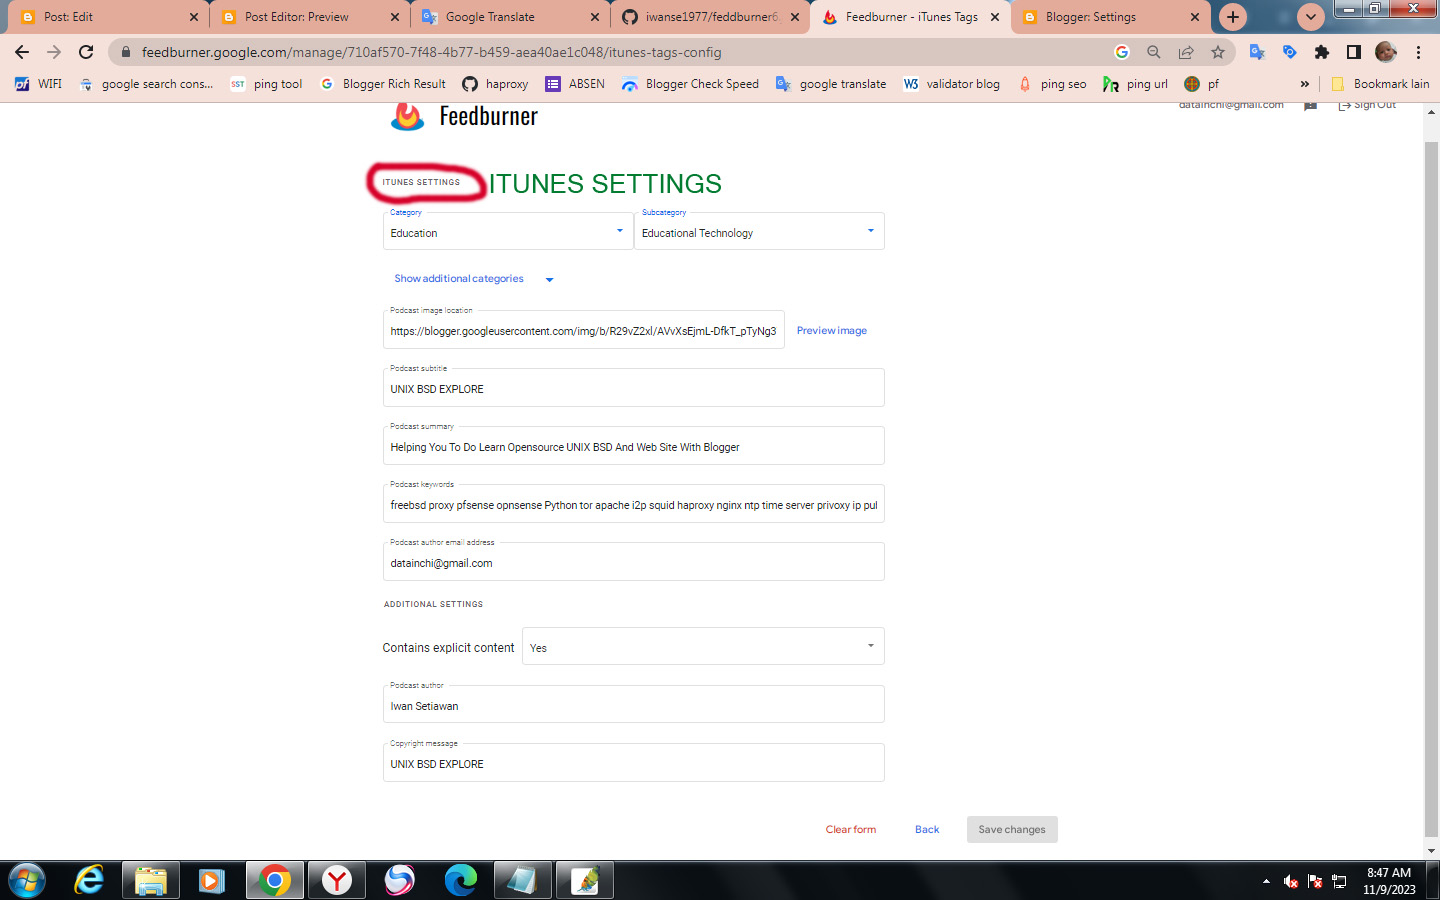 Post: Edit
Post Editor: Preview
Google Translate
iwanse1977/feddburner6
Feedburner - iTunes Tags
Blogger: Settings
feedburner.google.com/manage/710af570-7f48-4b77-b459-aea40ae1c048/itunes-tags-config
WIFI
google search cons...
ping tool
Blogger Rich Result
haproxy
ABSEN
Blogger Check Speed
google translate
validator blog
ping seo
ping url
pf
»
Bookmark lain
Feedburner
datainchi@gmail.com
Sign Out
ITUNES SETTINGS
ITUNES SETTINGS
Category
Education
Subcategory
Educational Technology
Show additional categories
Podcast image location
https://blogger.googleusercontent.com/img/b/R29vZ2xl/AVvXsEjmL-DfkT_pTyNg3
Preview image
Podcast subtitle
UNIX BSD EXPLORE
Podcast summary
Helping You To Do Learn Opensource UNIX BSD And Web Site With Blogger
Podcast keywords
freebsd proxy pfsense opnsense Python tor apache i2p squid haproxy nginx ntp time server privoxy ip pul
Podcast author email address
datainchi@gmail.com
ADDITIONAL SETTINGS
Contains explicit content
Yes
Podcast author
Iwan Setiawan
Copyright message
UNIX BSD EXPLORE
Clear form
Back
Save changes
8:47 AM
11/9/2023